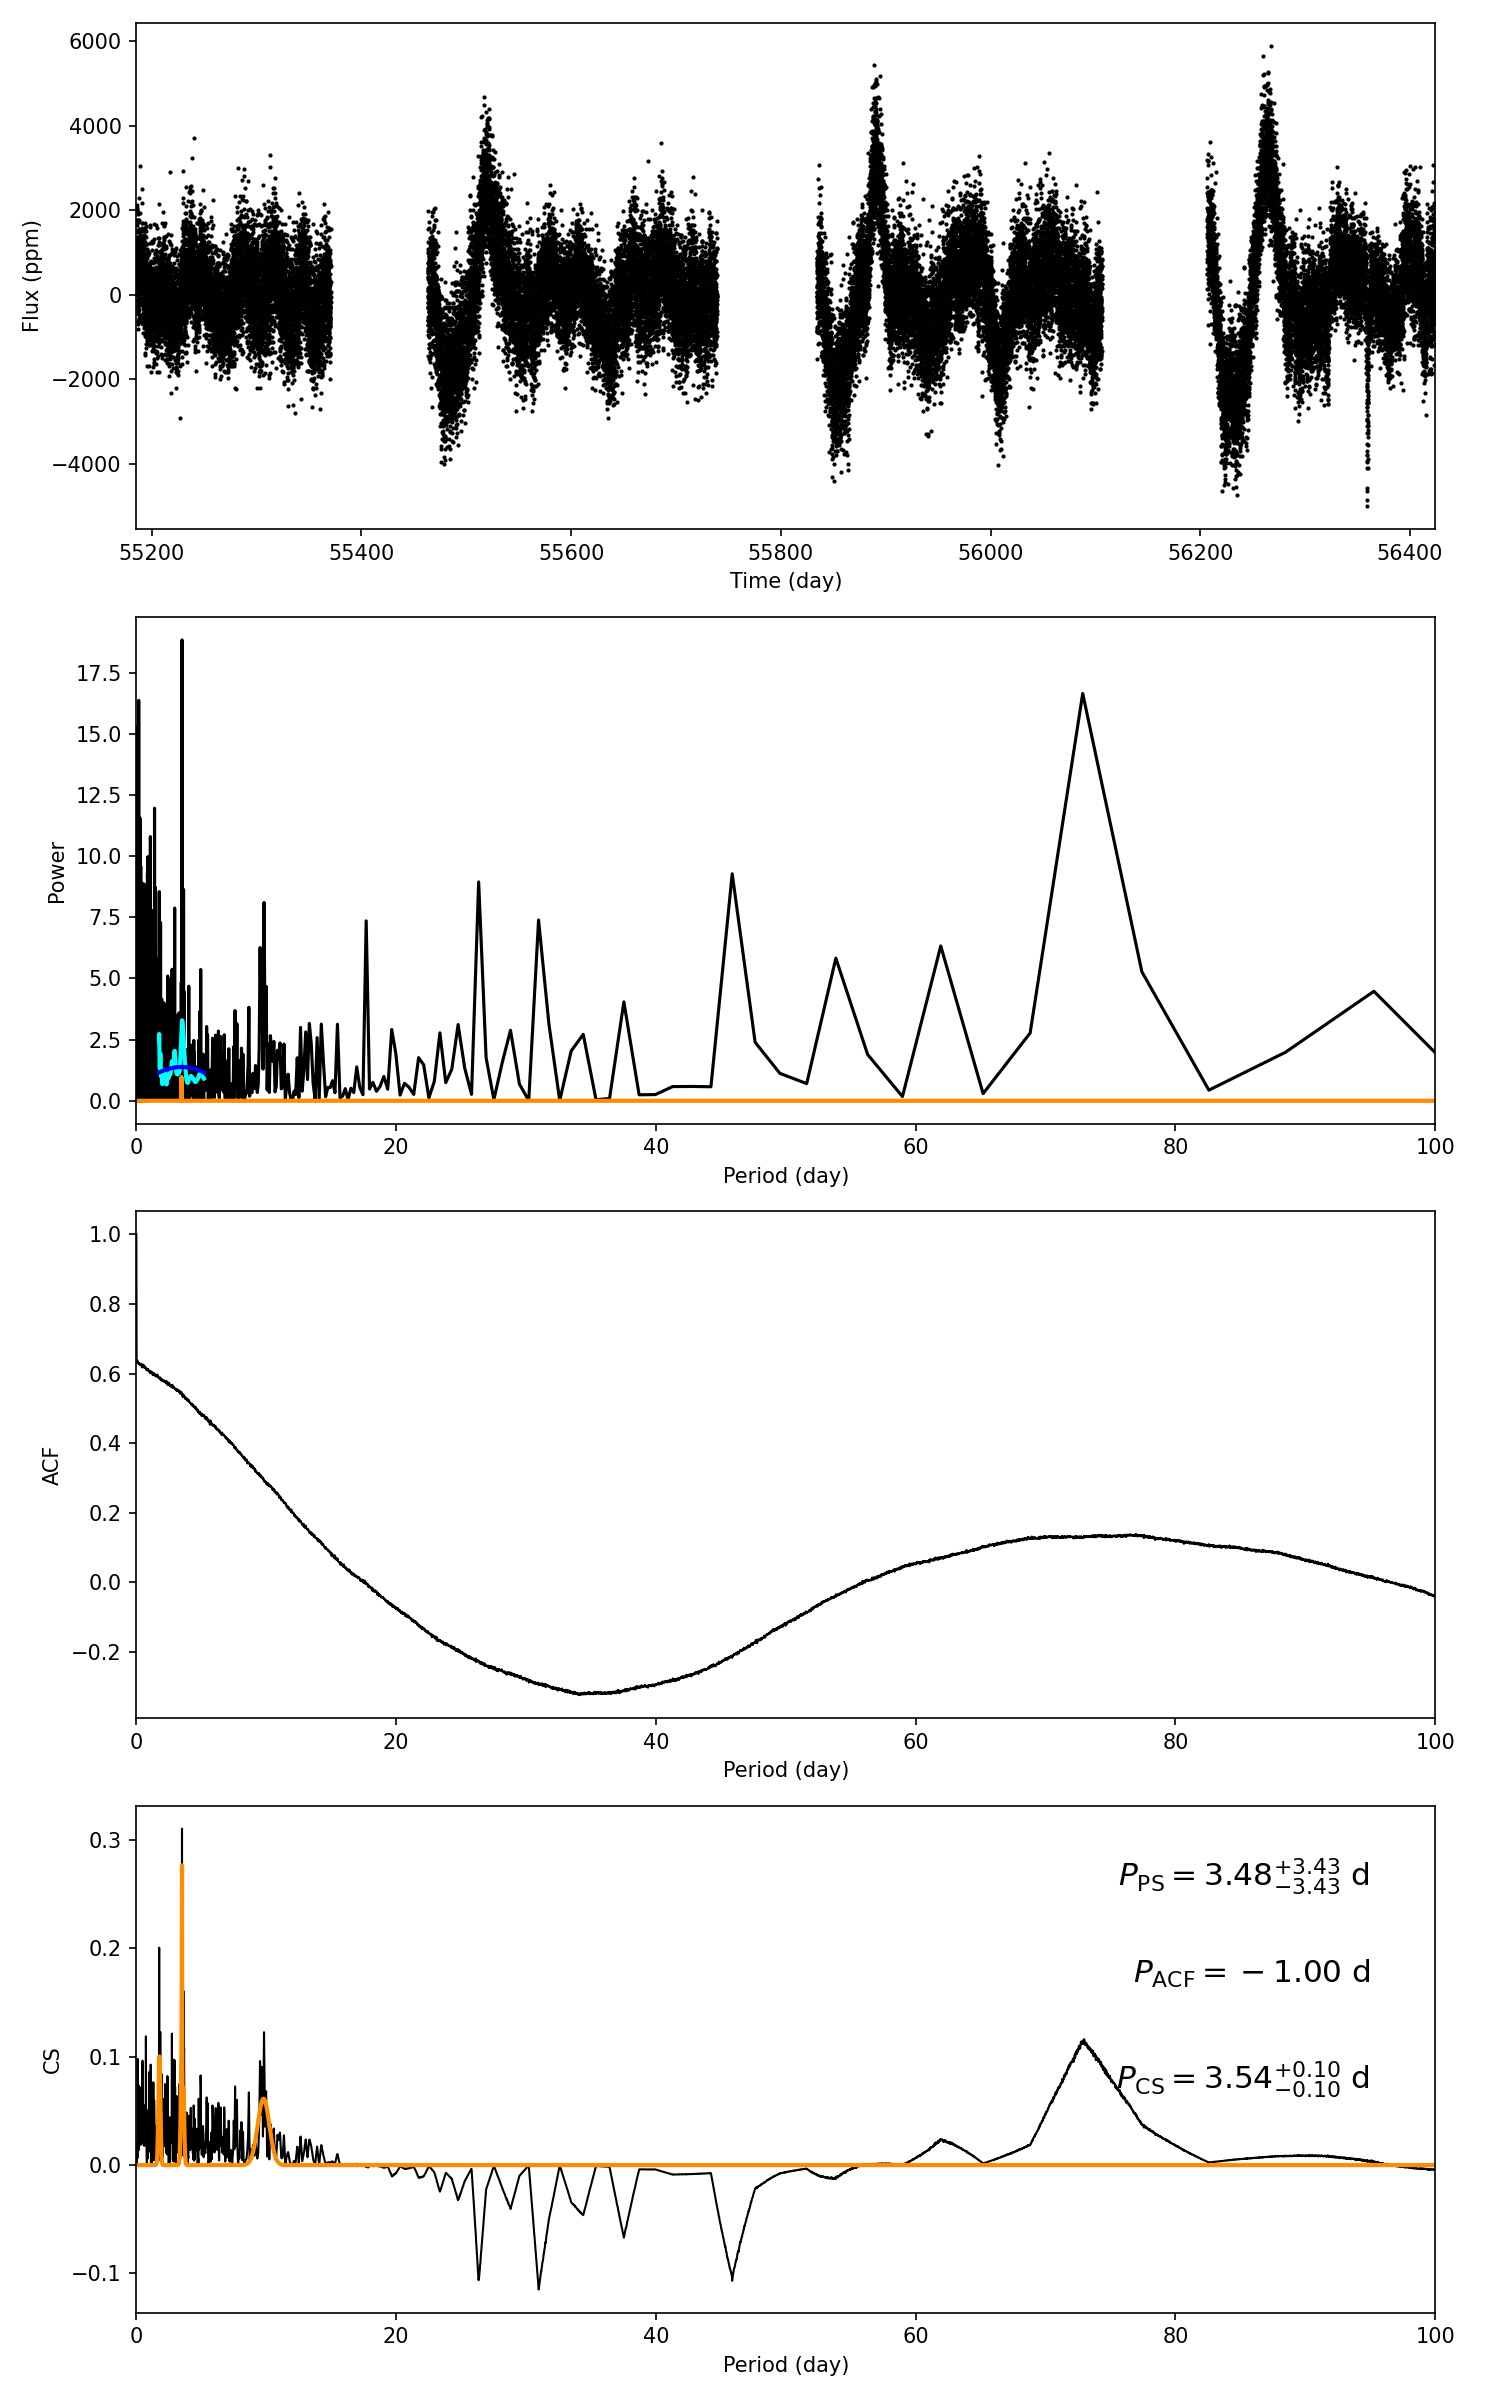 6000
4000
2000
0
−2000
−4000
Flux (ppm)
55200 55400 55600 55800 56000 56200 56400
Time (day)
17.5
15.0
12.5
10.0
7.5
5.0
2.5
0.0
Power
0 20 40 60 80 100
Period (day)
1.0
0.8
0.6
0.4
0.2
0.0
−0.2
ACF
0 20 40 60 80 100
Period (day)
0.3
0.2
0.1
0.0
−0.1
CS
P_PS = 3.48^{+3.43}_{−3.43} d
P_ACF = −1.00 d
P_CS = 3.54^{+0.10}_{−0.10} d
0 20 40 60 80 100
Period (day)